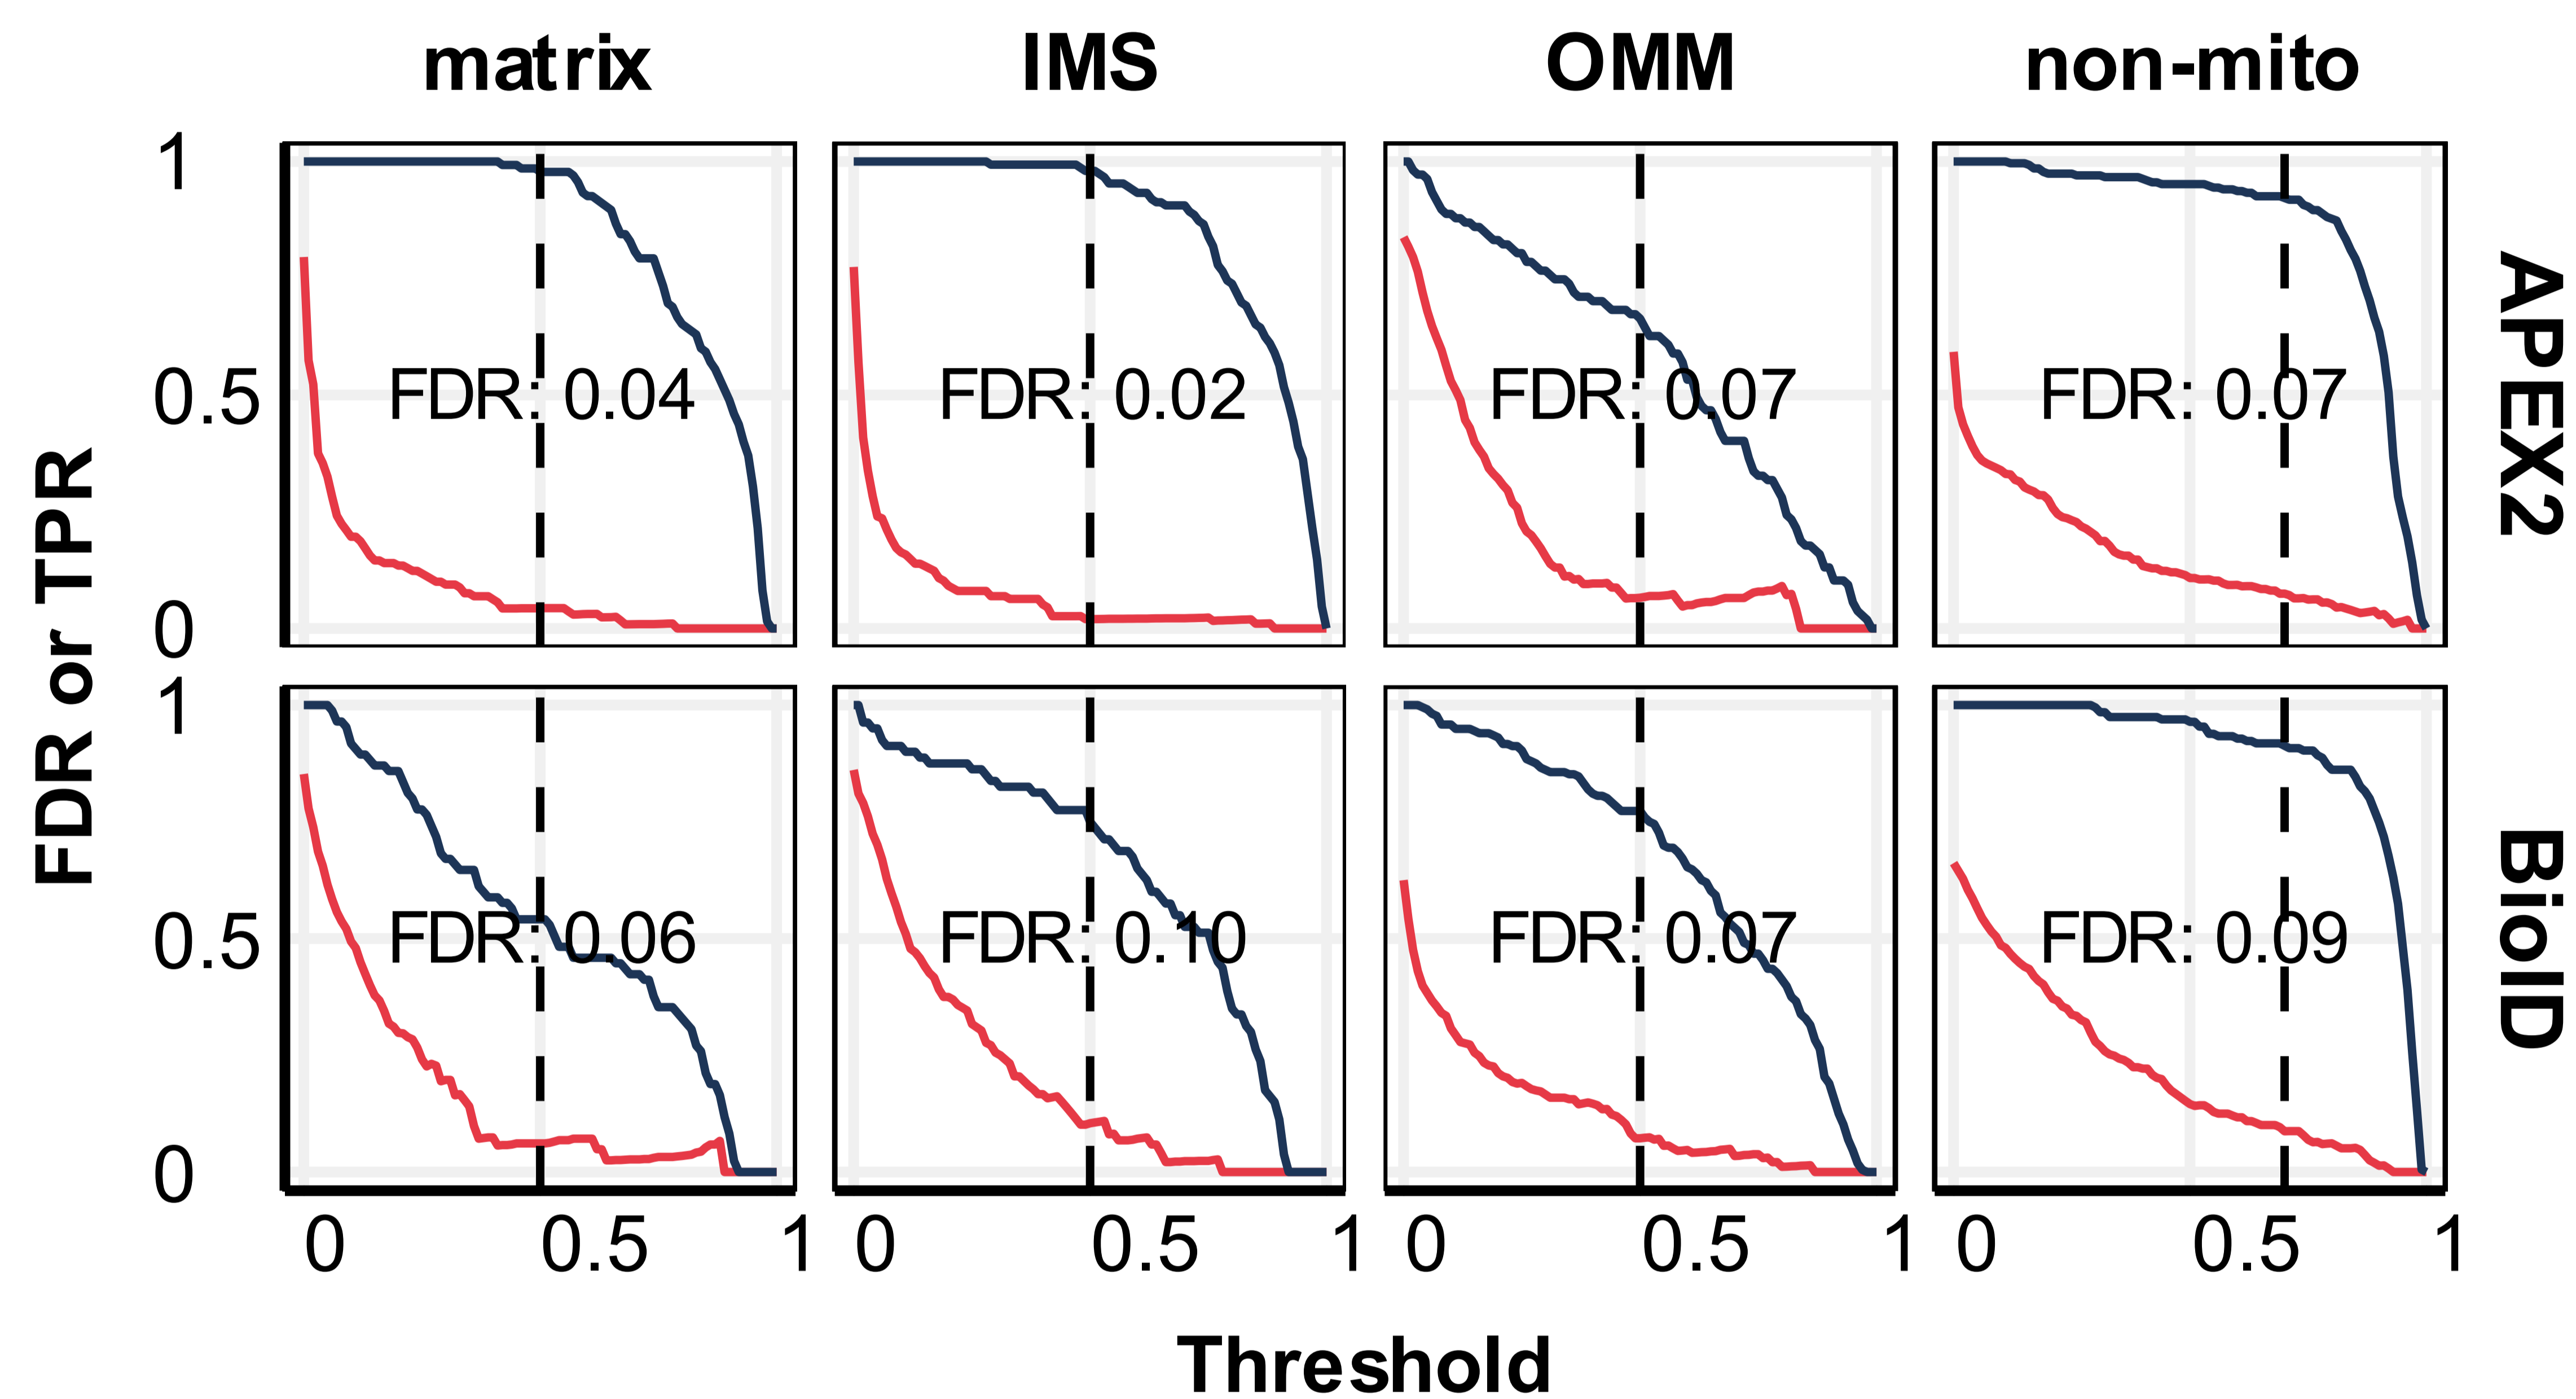 matrix IMS OMM non-mito
FDR or TPR
1
0.5
0
FDR: 0.04 FDR: 0.02 FDR: 0.07 FDR: 0.07
APEX2
1
0.5
0
FDR: 0.06 FDR: 0.10 FDR: 0.07 FDR: 0.09
BioID
0 0.5 1 0 0.5 1 0 0.5 1 0 0.5 1
Threshold